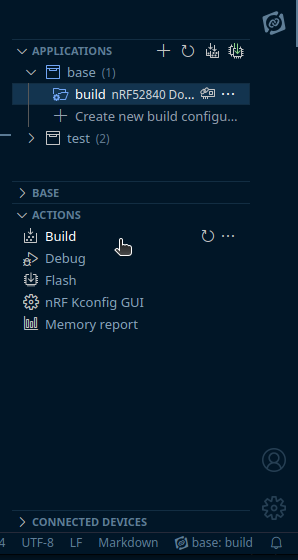 APPLICATIONS
base (1)
build nRF52840 Do...
Create new build configu...
test (2)
BASE
ACTIONS
Build
Debug
Flash
nRF Kconfig GUI
Memory report
CONNECTED DEVICES
4 UTF-8 LF Markdown base: build